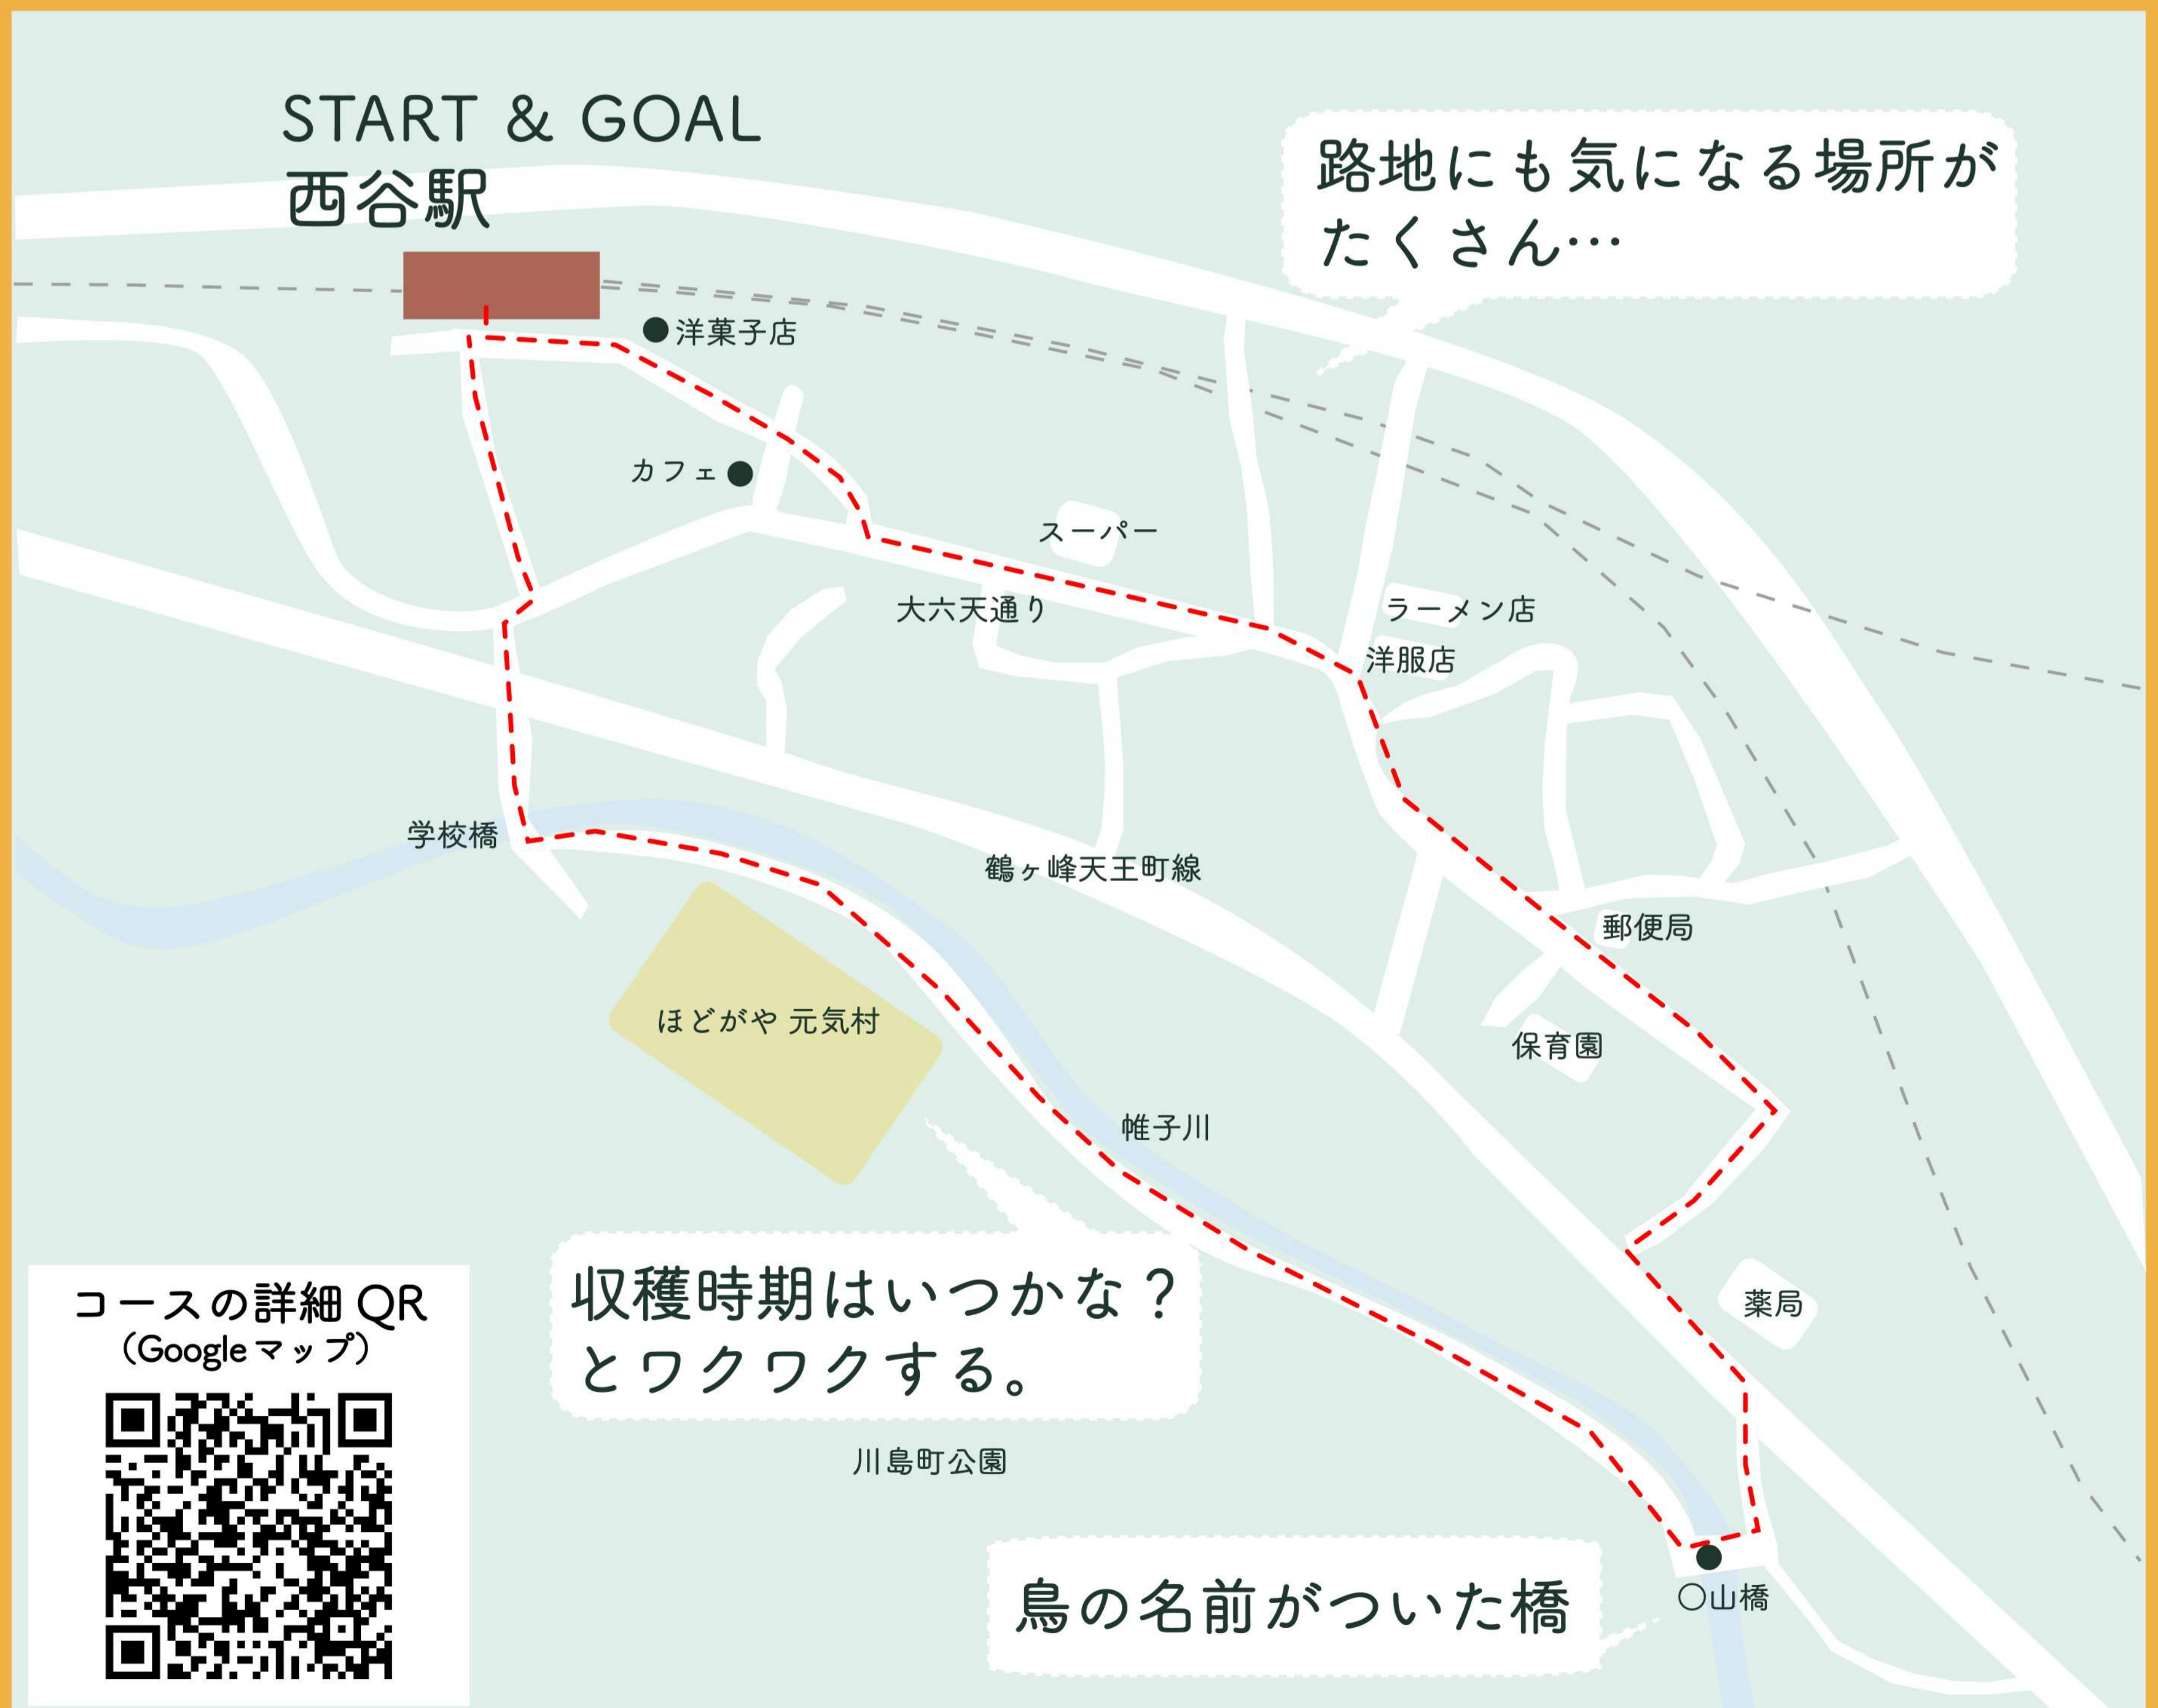 START & GOAL
西谷駅
路地にも気になる場所が
たくさん…
洋菓子店
カフェ
スーパー
大六天通り
ラーメン店
洋服店
学校橋
鶴ヶ峰天王町線
郵便局
ほどがや 元気村
保育園
帷子川
収穫時期はいつかな?
とワクワクする。
薬局
コースの詳細 QR
(Google マップ)
川島町公園
鳥の名前がついた橋
〇山橋